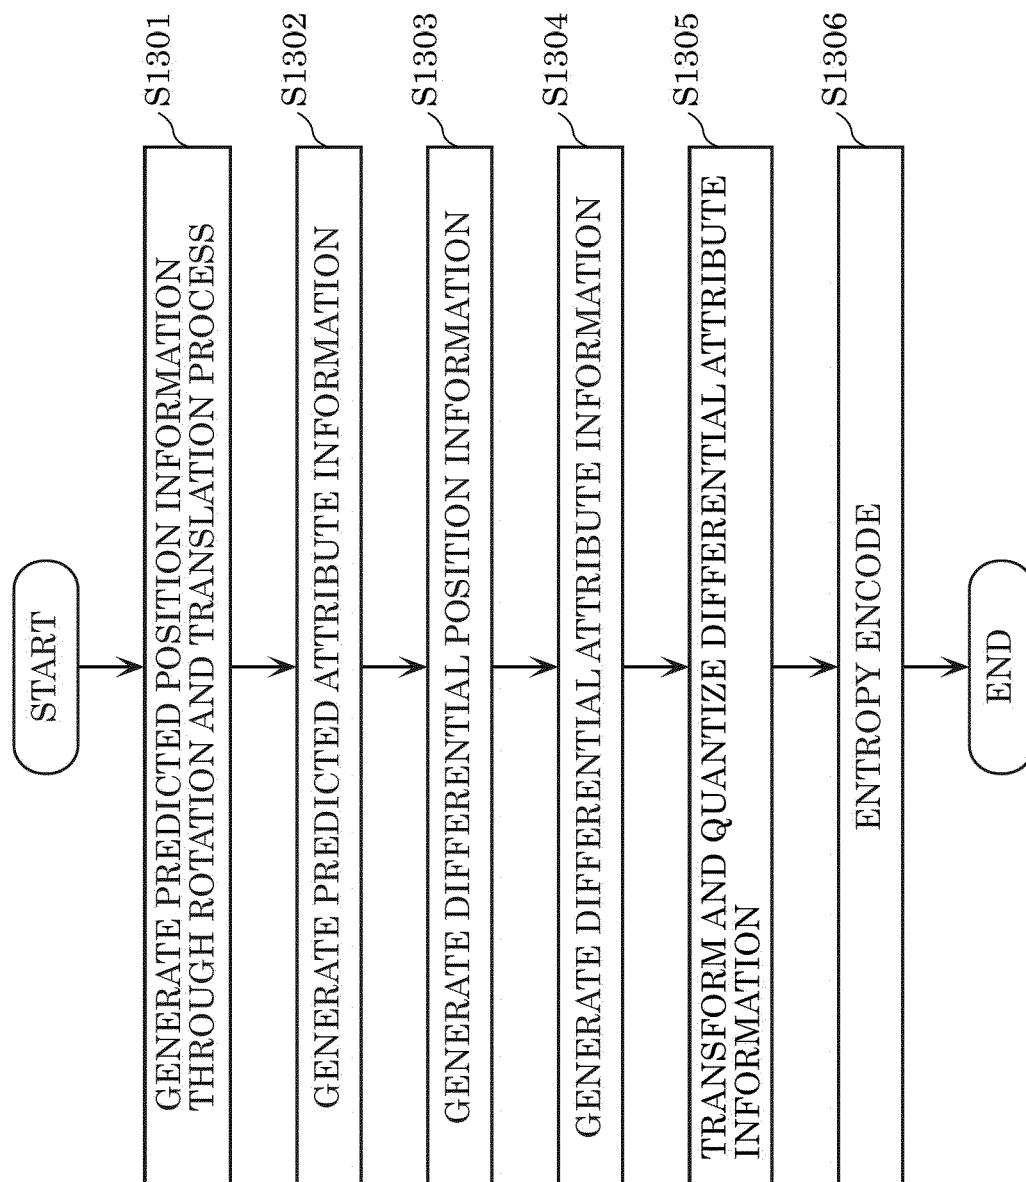 START
S1301
GENERATE PREDICTED POSITION INFORMATION
THROUGH ROTATION AND TRANSLATION PROCESS
S1302
GENERATE PREDICTED ATTRIBUTE INFORMATION
S1303
GENERATE DIFFERENTIAL POSITION INFORMATION
S1304
GENERATE DIFFERENTIAL ATTRIBUTE INFORMATION
S1305
TRANSFORM AND QUANTIZE DIFFERENTIAL ATTRIBUTE
INFORMATION
S1306
ENTROPY ENCODE
END